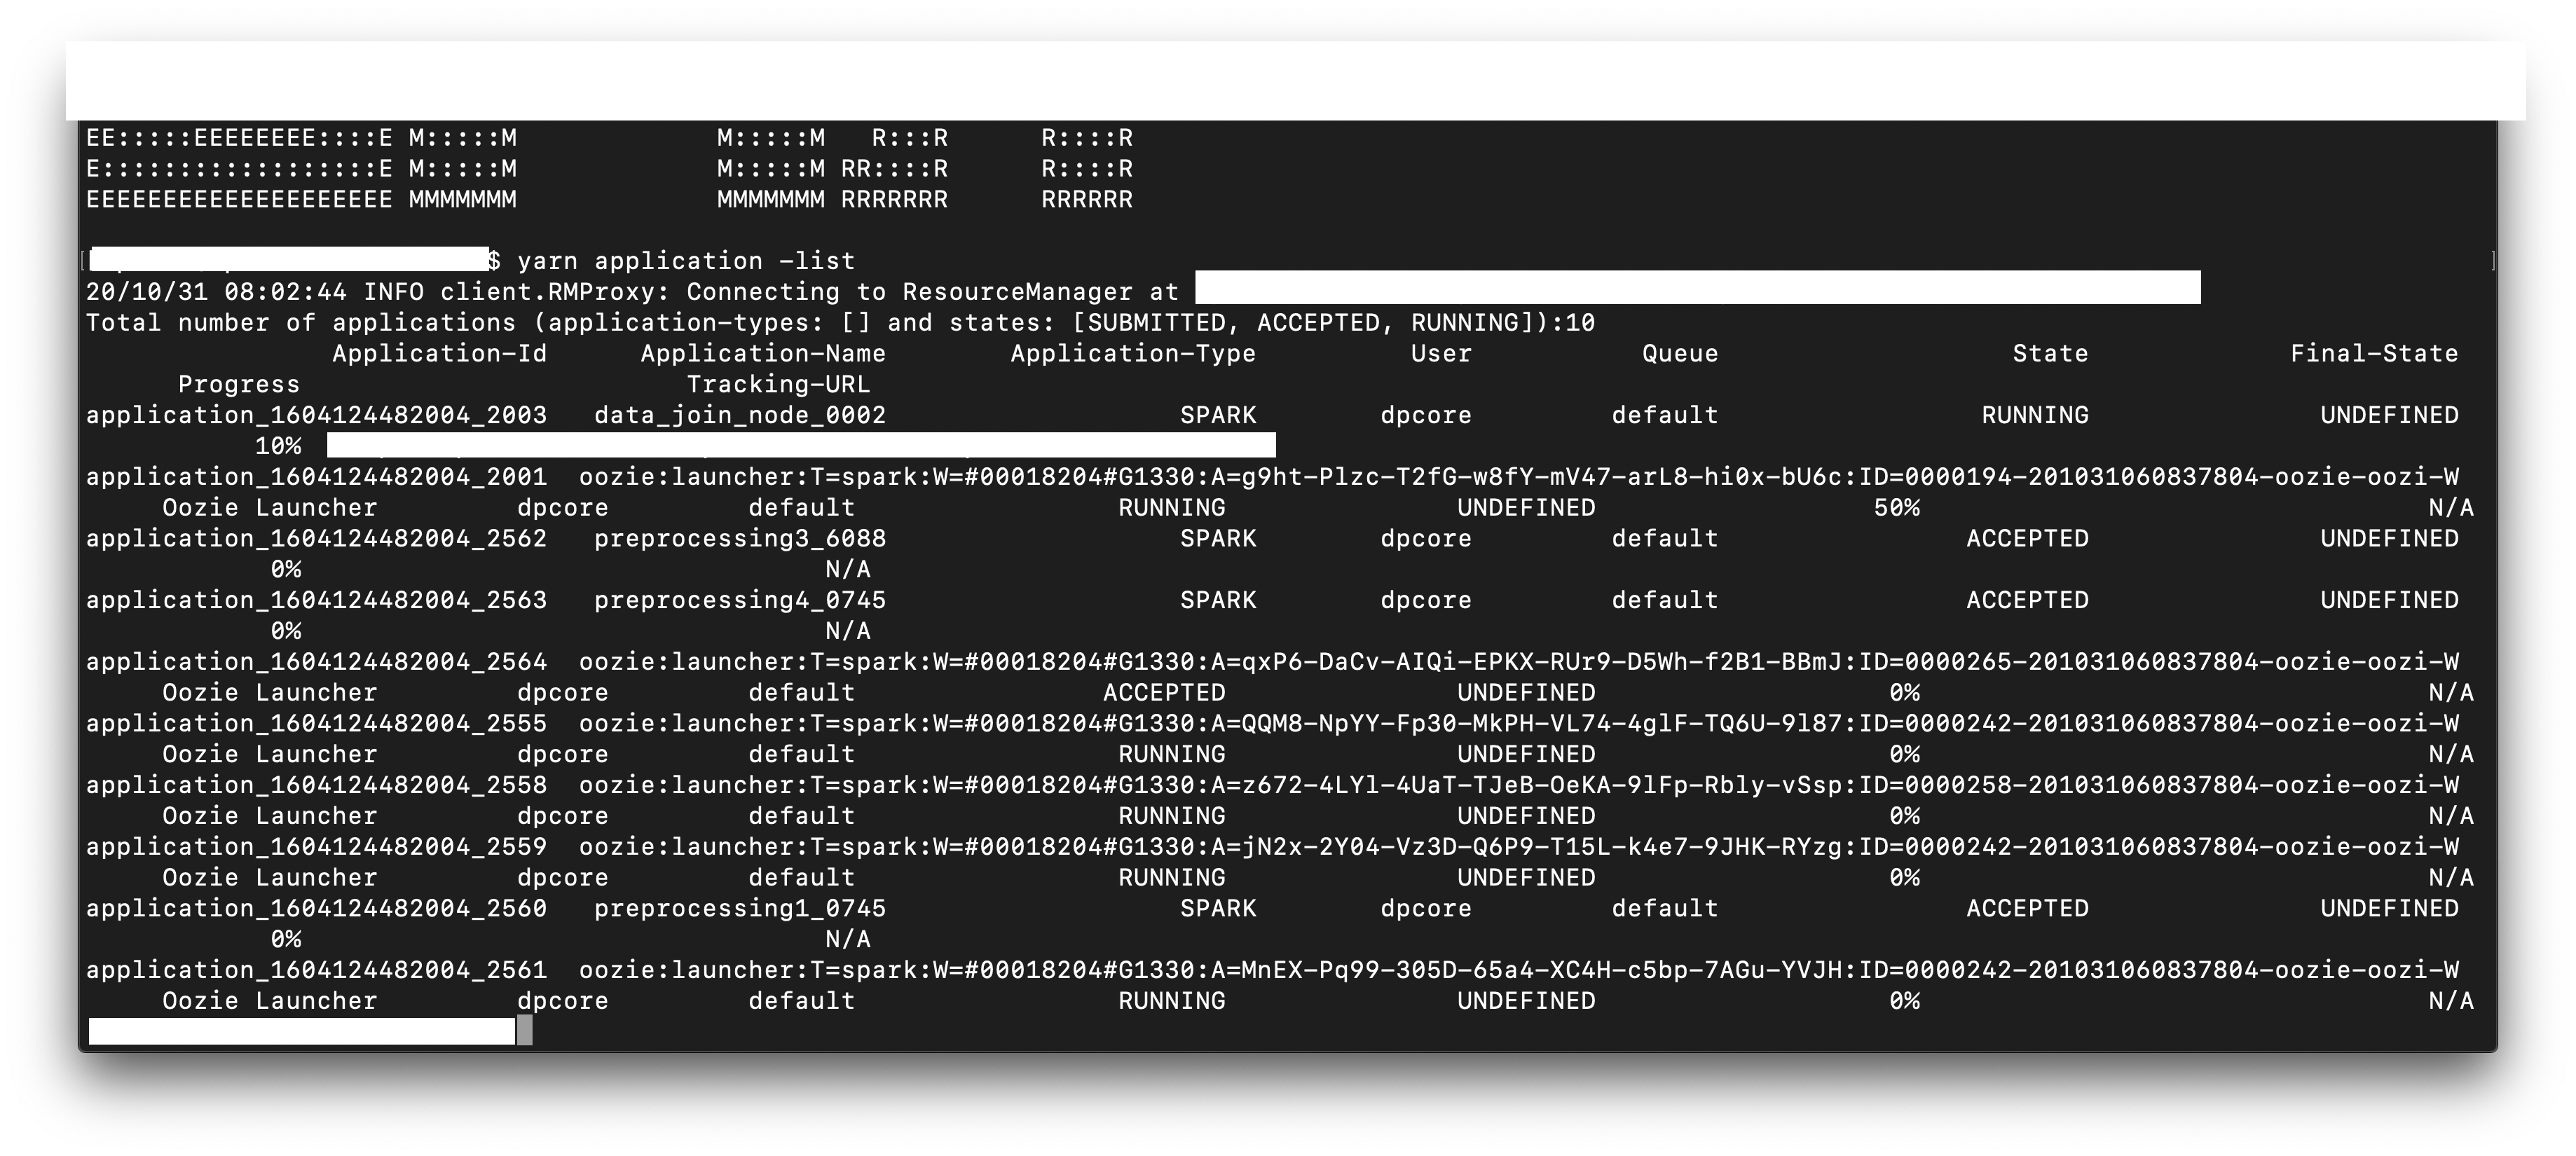 EE:::::EEEEEEEE::::E M:::::M             M:::::M   R:::R      R::::R
E::::::::::::::::::E M:::::M             M:::::M RR::::R      R::::R
EEEEEEEEEEEEEEEEEEEE MMMMMMM             MMMMMMM RRRRRRR      RRRRRR
$ yarn application -list
20/10/31 08:02:44 INFO client.RMProxy: Connecting to ResourceManager at
Total number of applications (application-types: [] and states: [SUBMITTED, ACCEPTED, RUNNING]):10
Application-Id Application-Name Application-Type User Queue State Final-State
Progress Tracking-URL
application_1604124482004_2003 data_join_node_0002 SPARK dpcore default RUNNING UNDEFINED
10%
application_1604124482004_2001 oozie:launcher:T=spark:W=#00018204#G1330:A=g9ht-Plzc-T2fG-w8fY-mV47-arL8-hi0x-bU6c:ID=0000194-201031060837804-oozie-oozi-W
Oozie Launcher dpcore default RUNNING UNDEFINED 50% N/A
application_1604124482004_2562 preprocessing3_6088 SPARK dpcore default ACCEPTED UNDEFINED
0% N/A
application_1604124482004_2563 preprocessing4_0745 SPARK dpcore default ACCEPTED UNDEFINED
0% N/A
application_1604124482004_2564 oozie:launcher:T=spark:W=#00018204#G1330:A=qxP6-DaCv-AIQi-EPKX-RUr9-D5Wh-f2B1-BBmJ:ID=0000265-201031060837804-oozie-oozi-W
Oozie Launcher dpcore default ACCEPTED UNDEFINED 0% N/A
application_1604124482004_2555 oozie:launcher:T=spark:W=#00018204#G1330:A=QQM8-NpYY-Fp30-MkPH-VL74-4glF-TQ6U-9l87:ID=0000242-201031060837804-oozie-oozi-W
Oozie Launcher dpcore default RUNNING UNDEFINED 0% N/A
application_1604124482004_2558 oozie:launcher:T=spark:W=#00018204#G1330:A=z672-4LYl-4UaT-TJeB-OeKA-9lFp-Rbly-vSsp:ID=0000258-201031060837804-oozie-oozi-W
Oozie Launcher dpcore default RUNNING UNDEFINED 0% N/A
application_1604124482004_2559 oozie:launcher:T=spark:W=#00018204#G1330:A=jN2x-2Y04-Vz3D-Q6P9-T15L-k4e7-9JHK-RYzg:ID=0000242-201031060837804-oozie-oozi-W
Oozie Launcher dpcore default RUNNING UNDEFINED 0% N/A
application_1604124482004_2560 preprocessing1_0745 SPARK dpcore default ACCEPTED UNDEFINED
0% N/A
application_1604124482004_2561 oozie:launcher:T=spark:W=#00018204#G1330:A=MnEX-Pq99-305D-65a4-XC4H-c5bp-7AGu-YVJH:ID=0000242-201031060837804-oozie-oozi-W
Oozie Launcher dpcore default RUNNING UNDEFINED 0% N/A